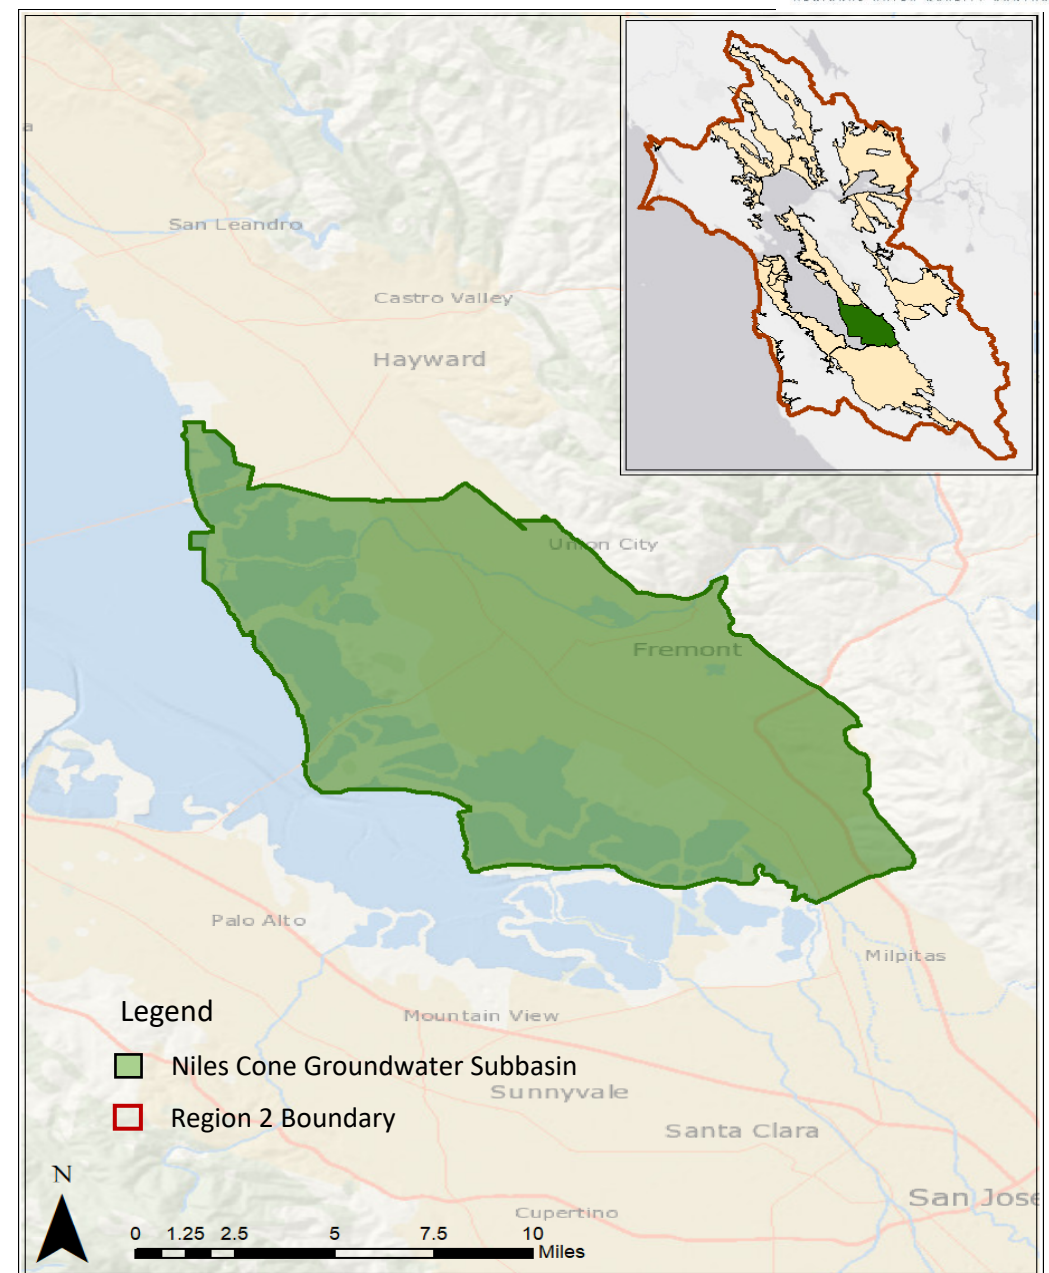 a
San Leandro
Castro Valley
Hayward
Union City
Fremont
Palo Alto
Milpitas
Legend
Mountain View
Niles Cone Groundwater Subbasin
Sunnyvale
Region 2 Boundary
Santa Clara
N
San Jose
Cupertino
0 1.25 2.5 5 7.5 10
Miles